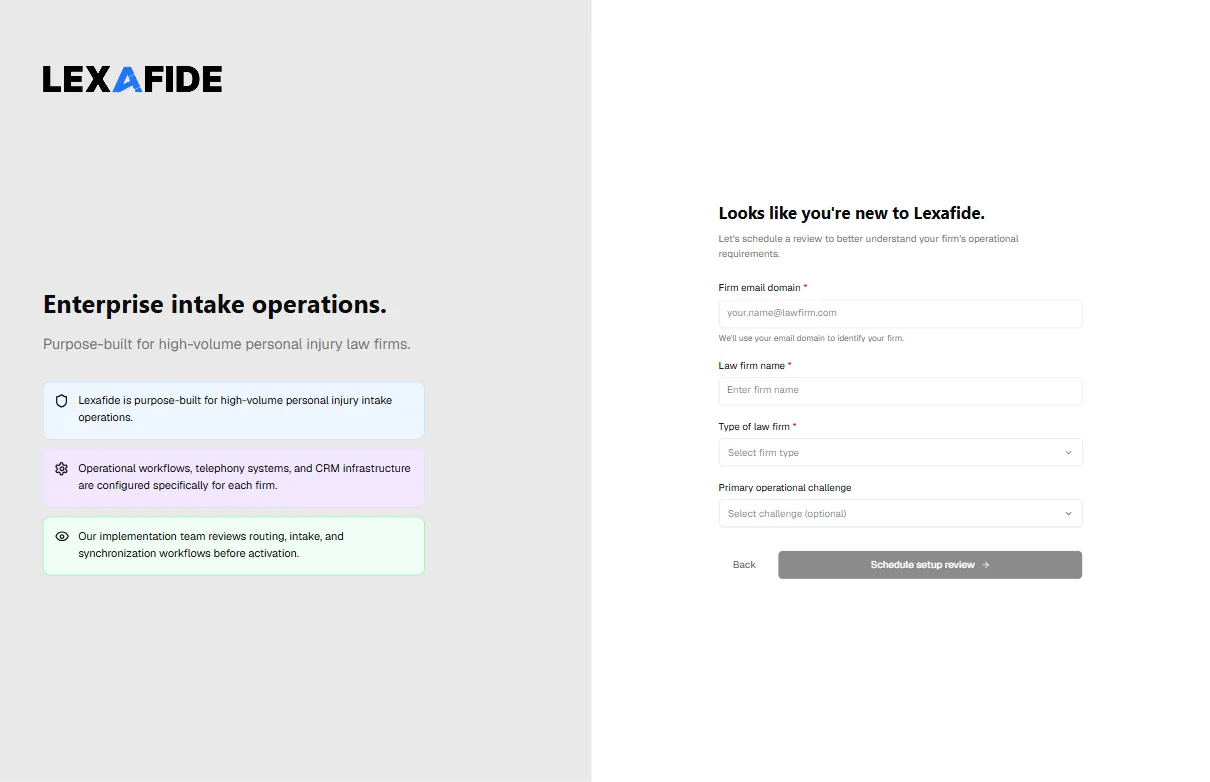 LEXAFIDE
Enterprise intake operations.
Purpose-built for high-volume personal injury law firms.
Lexafide is purpose-built for high-volume personal injury intake
operations.
Operational workflows, telephony systems, and CRM infrastructure
are configured specifically for each firm.
Our implementation team reviews routing, intake, and
synchronization workflows before activation.
Looks like you're new to Lexafide.
Let's schedule a review to better understand your firm's operational
requirements.
Firm email domain *
your.name@lawfirm.com
We'll use your email domain to identify your firm.
Law firm name *
Enter firm name
Type of law firm *
Select firm type
Primary operational challenge
Select challenge (optional)
Back
Schedule setup review →